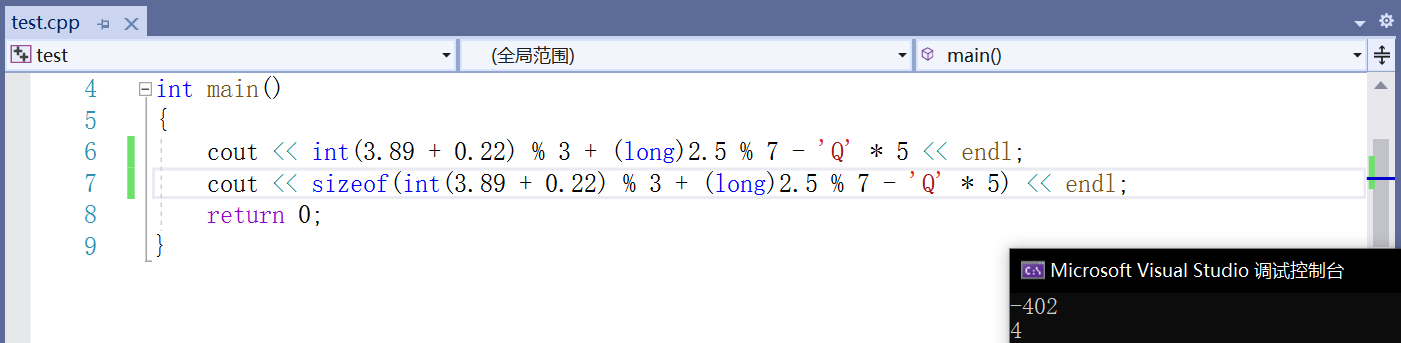 test.cpp
test (全局范围) main()
4 int main()
5 {
6 cout << int(3.89 + 0.22) % 3 + (long)2.5 % 7 - 'Q' * 5 << endl;
7 cout << sizeof(int(3.89 + 0.22) % 3 + (long)2.5 % 7 - 'Q' * 5) << endl;
8 return 0;
9 }
C:\ Microsoft Visual Studio 调试控制台
-402
4